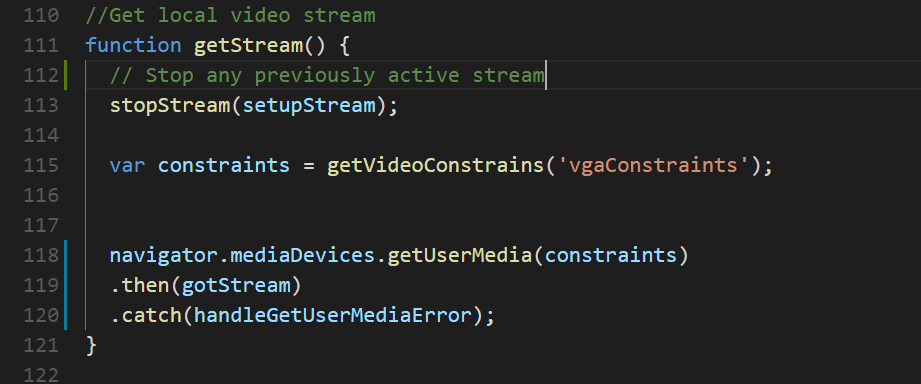 110 //Get local video stream
111 function getStream() {
112 // Stop any previously active stream
113 stopStream(setupStream);
114
115 var constraints = getVideoConstrains('vgaConstraints');
116
117
118 navigator.mediaDevices.getUserMedia(constraints)
119 .then(gotStream)
120 .catch(handleGetUserMediaError);
121 }
122